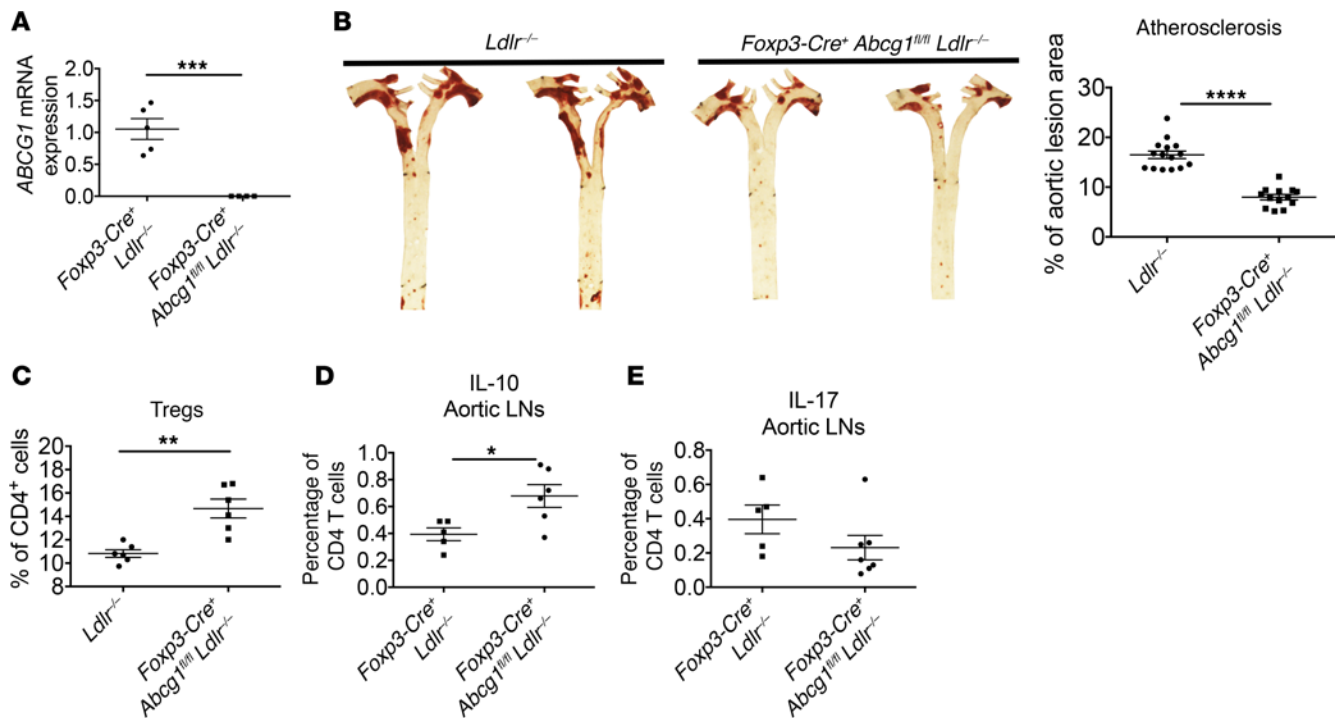 A
ABCG1 mRNA
expression
2.0
1.5
1.0
0.5
0.0
***
Foxp3-Cre⁺
Ldlr⁻/⁻
Foxp3-Cre⁺
Abcg1ᶠˡ/ᶠˡ Ldlr⁻/⁻
B
Ldlr⁻/⁻
Foxp3-Cre⁺ Abcg1ᶠˡ/ᶠˡ Ldlr⁻/⁻
Atherosclerosis
% of aortic lesion area
30
20
10
0
****
Ldlr⁻/⁻
Foxp3-Cre⁺
Abcg1ᶠˡ/ᶠˡ Ldlr⁻/⁻
C
Tregs
% of CD4⁺ cells
20
18
16
14
12
10
8
**
Ldlr⁻/⁻
Foxp3-Cre⁺
Abcg1ᶠˡ/ᶠˡ Ldlr⁻/⁻
D
IL-10
Aortic LNs
Percentage of
CD4 T cells
1.0
0.8
0.6
0.4
0.2
0.0
*
Foxp3-Cre⁺
Ldlr⁻/⁻
Foxp3-Cre⁺
Abcg1ᶠˡ/ᶠˡ Ldlr⁻/⁻
E
IL-17
Aortic LNs
Percentage of
CD4 T cells
0.8
0.6
0.4
0.2
0.0
Foxp3-Cre⁺
Ldlr⁻/⁻
Foxp3-Cre⁺
Abcg1ᶠˡ/ᶠˡ Ldlr⁻/⁻